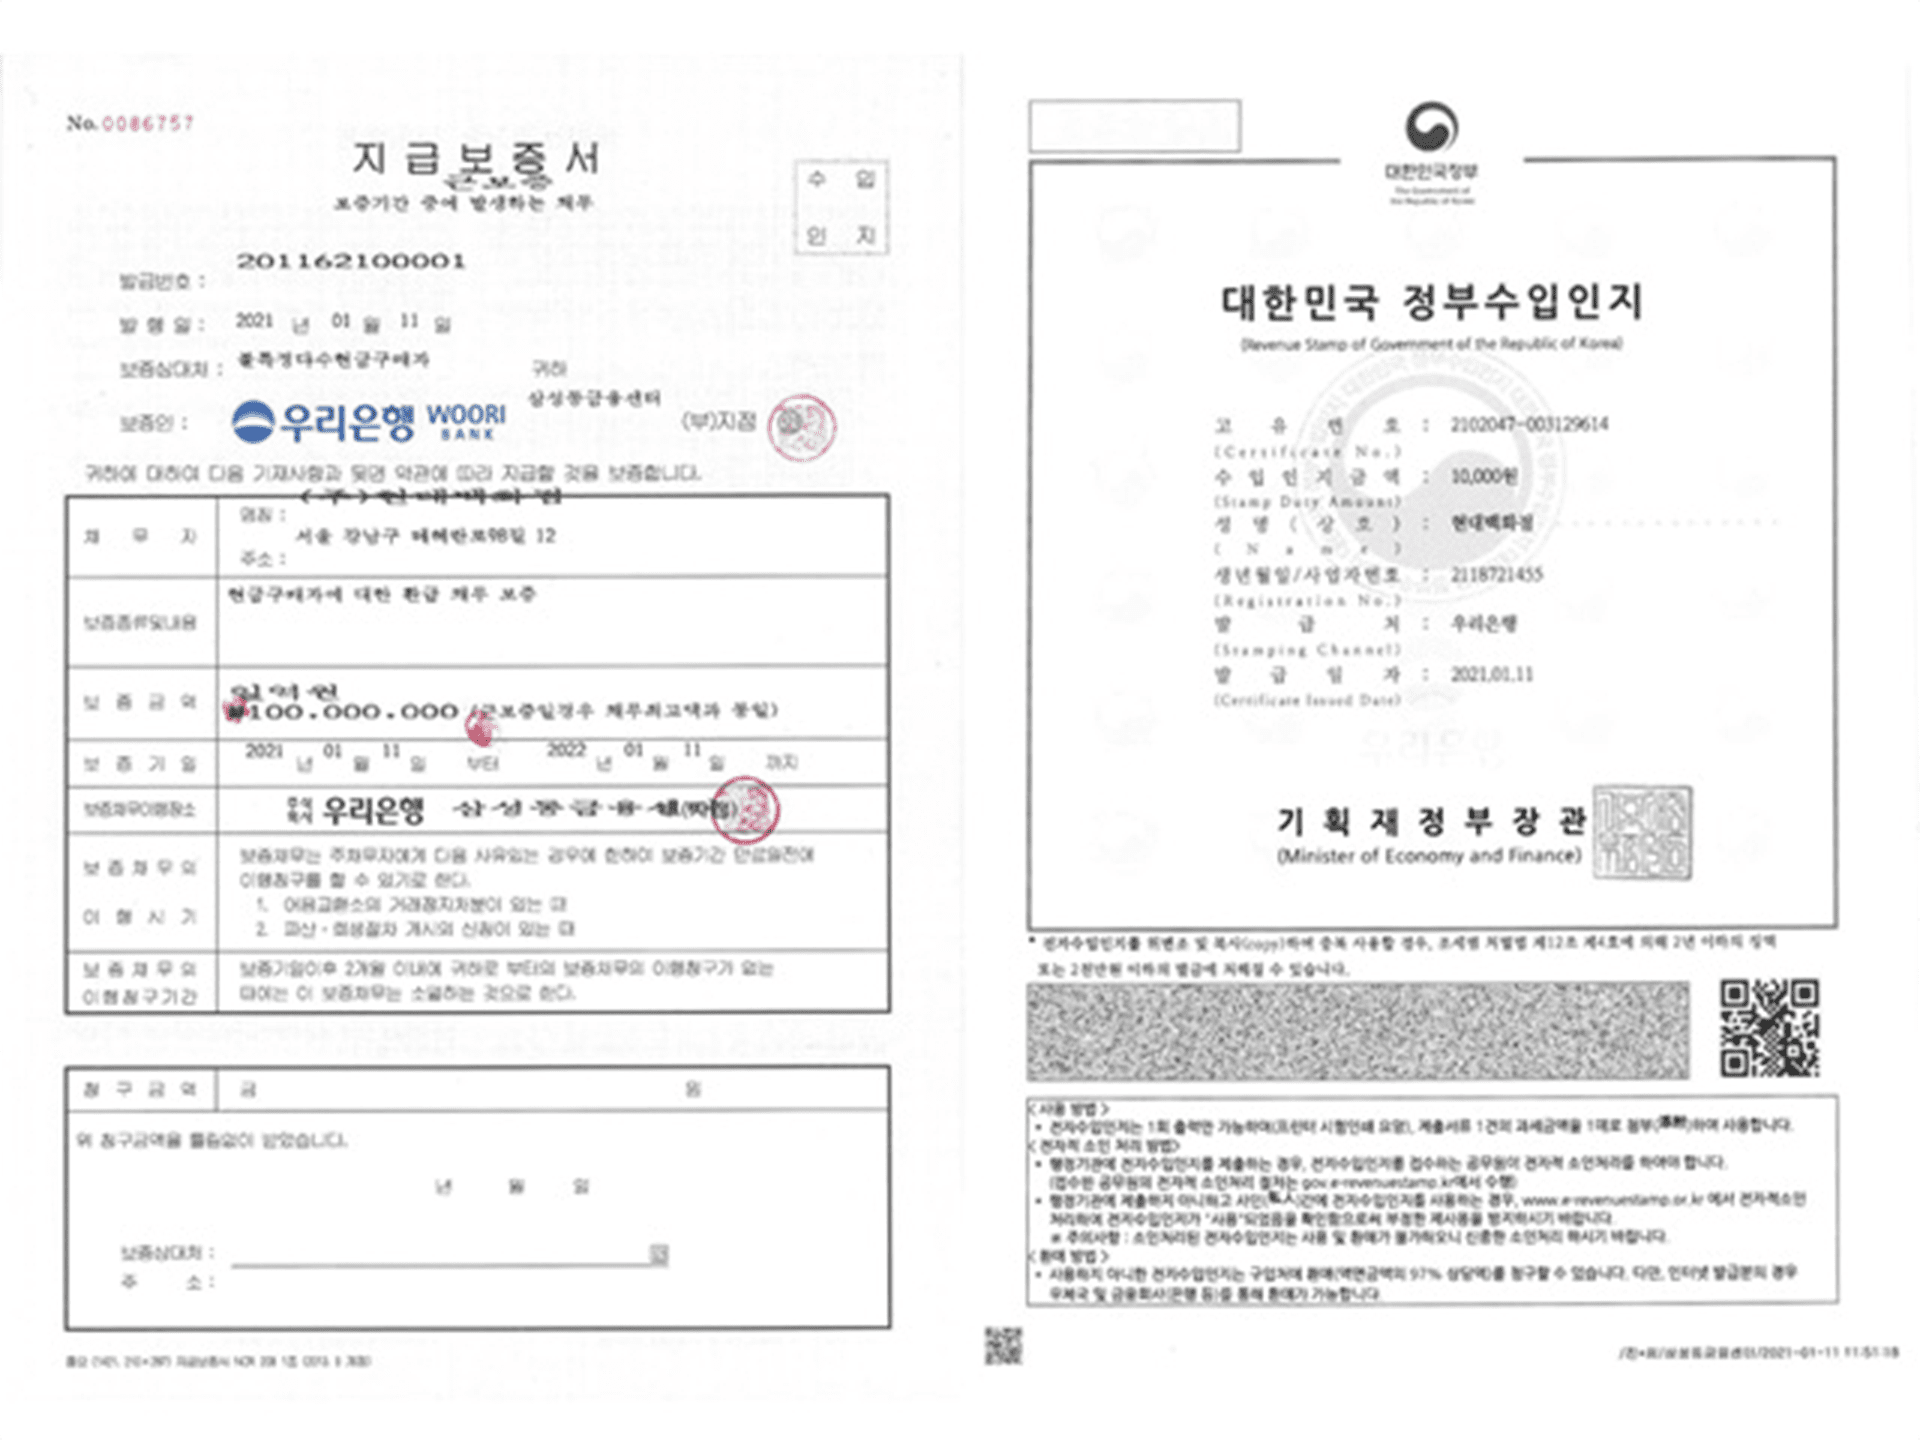 No.0086757
지급보증서
근보증
보증기간 중에 발생하는 채무
수 입
인 지
201162100001
발급번호 :
발 행 일 : 2021 년 01 월 11 일
보증상대처 : 불특정다수현금구매자 귀하
삼성동금융센터
보증인 : 우리은행 WOORI BANK (부)지점
귀하에 대하여 다음 기재사항과 뒷면 약관에 따라 지급할 것을 보증합니다.
채 무 자
명칭 :
서울 강남구 테헤란로98길 12
주소 :
보증종류및내용
현금구매자에 대한 환급 채무 보증
보 증 금 액
일억원
₩100.000.000 (근보증일경우 채무최고액과 동일)
보 증 기 일 2021 년 01 월 11 일 부터 2022 년 01 월 11 일 까지
보증채무이행장소 주식회사 우리은행 삼성동금융센터
보 증 채 무 의
이 행 시 기
보증채무는 주채무자에게 다음 사유있는 경우에 한하여 보증기간 만료일전에
이행청구를 할 수 있기로 한다.
1. 어음교환소의 거래정지처분이 있는 때
2. 파산·회생절차 개시의 신청이 있는 때
보 증 채 무 의
이행청구기간
보증기일이후 2개월 이내에 귀하로 부터의 보증채무의 이행청구가 없는
때에는 이 보증채무는 소멸하는 것으로 한다.
청 구 금 액 금 원
위 청구금액을 틀림없이 받았습니다.
년 월 일
보증상대처 :
주 소 :
대한민국정부
The Government of
the Republic of Korea
대한민국 정부수입인지
(Revenue Stamp of Government of the Republic of Korea)
고 유 번 호 : 2102047-003129614
(Certificate No.)
수 입 인 지 금 액 : 10,000원
(Stamp Duty Amount)
성 명 ( 상 호 ) : 현대백화점
( N a m e )
생년월일/사업자번호 : 2118721455
(Registration No.)
발 급 처 : 우리은행
(Stamping Channel)
발 급 일 자 : 2021.01.11
(Certificate Issued Date)
기 획 재 정 부 장 관
(Minister of Economy and Finance)
* 전자수입인지를 위변조 및 복사(copy)하여 중복 사용할 경우, 조세범 처벌법 제12조 제4호에 의해 2년 이하의 징역
또는 2천만원 이하의 벌금에 처해질 수 있습니다.
< 사용 방법 >
• 전자수입인지는 1회 출력만 가능하며(프린터 시험인쇄 요망), 제출서류 1건의 과세금액을 1매로 첨부(添附)하여 사용합니다.
< 전자적 소인 처리 방법>
• 행정기관에 전자수입인지를 제출하는 경우, 전자수입인지를 접수하는 공무원이 전자적 소인처리를 하여야 합니다.
(접수한 공무원의 전자적 소인처리 절차는 gov.e-revenuestamp.kr에서 수행)
• 행정기관에 제출하지 아니하고 사인(私人)간에 전자수입인지를 사용하는 경우, www.e-revenuestamp.or.kr 에서 전자적소인
처리하여 전자수입인지가 "사용"되었음을 확인함으로써 부정한 재사용을 방지하시기 바랍니다.
※ 주의사항 : 소인처리된 전자수입인지는 사용 및 환매가 불가하오니 신중한 소인처리 하시기 바랍니다.
< 환매 방법 >
• 사용하지 아니한 전자수입인지는 구입처에 환매(액면금액의 97% 상당액)를 청구할 수 있습니다. 다만, 인터넷 발급분의 경우
우체국 및 금융회사(은행 등)를 통해 환매가 가능합니다.